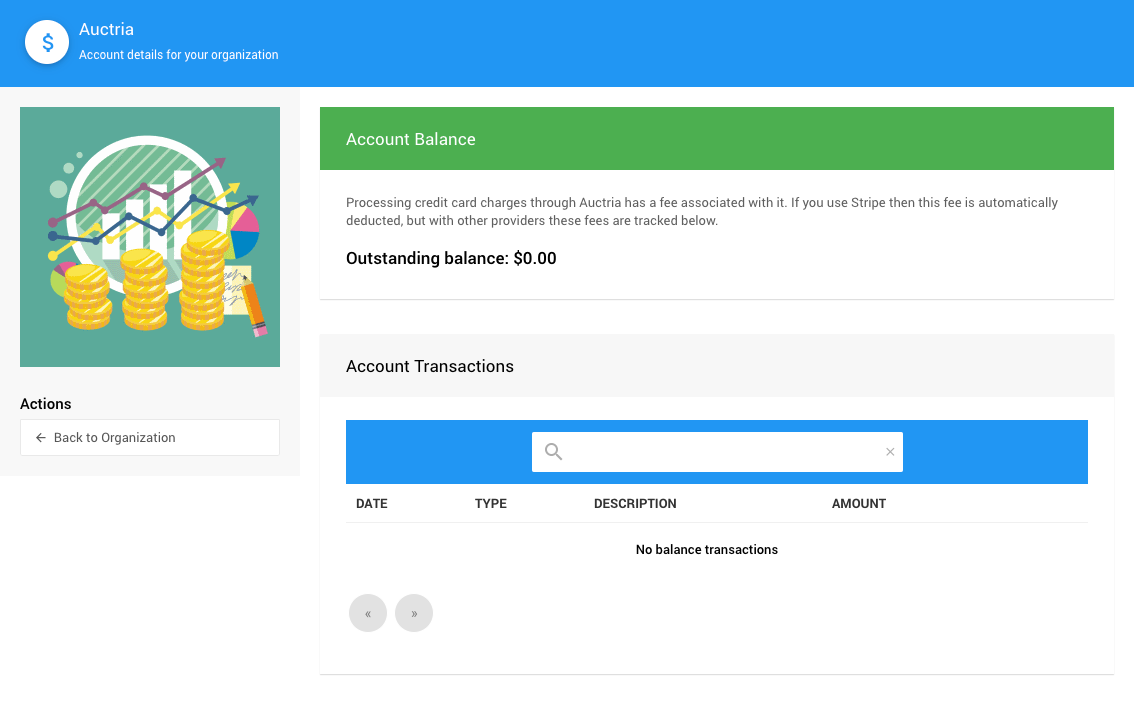 $
Auctria
Account details for your organization
Actions
← Back to Organization
Account Balance
Processing credit card charges through Auctria has a fee associated with it. If you use Stripe then this fee is automatically
deducted, but with other providers these fees are tracked below.
Outstanding balance: $0.00
Account Transactions
×
DATE TYPE DESCRIPTION AMOUNT
No balance transactions
« »